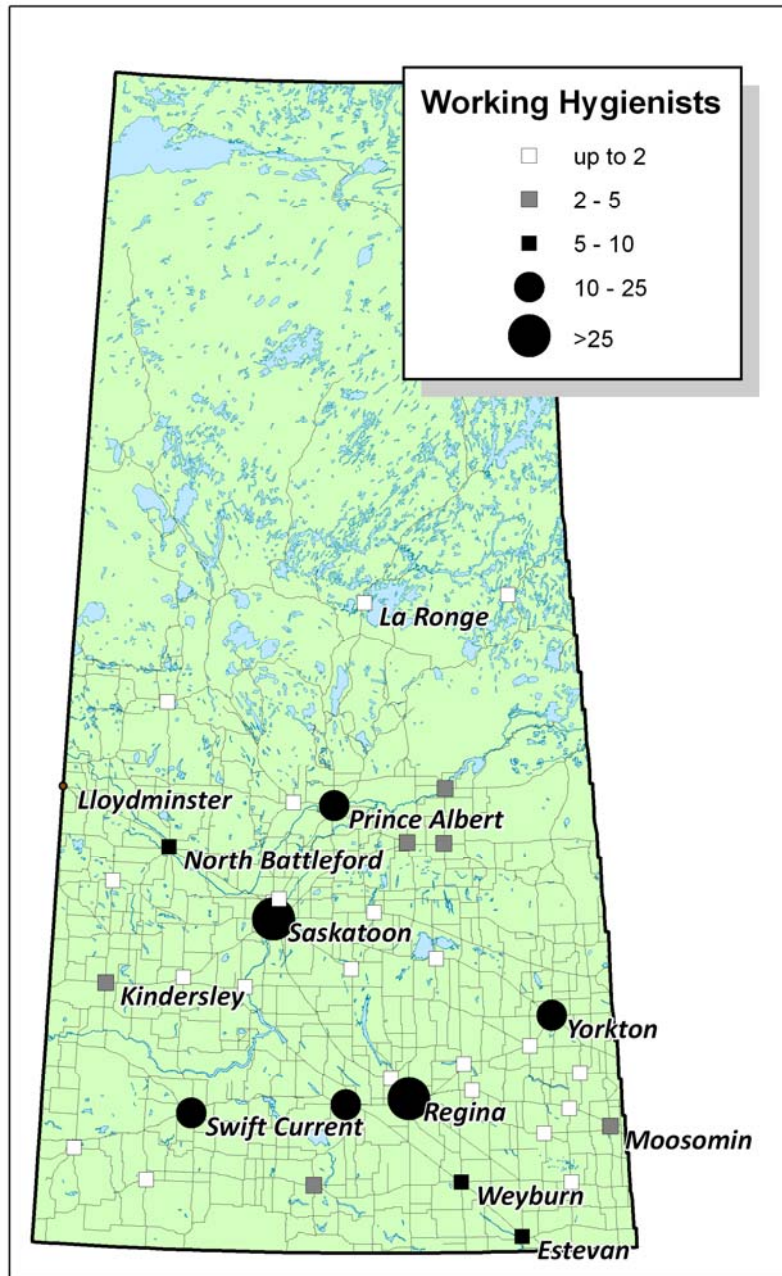 Working Hygienists
up to 2
2 - 5
5 - 10
10 - 25
>25
La Ronge
Lloydminster
Prince Albert
North Battleford
Saskatoon
Kindersley
Yorkton
Swift Current
Regina
Moosomin
Weyburn
Estevan